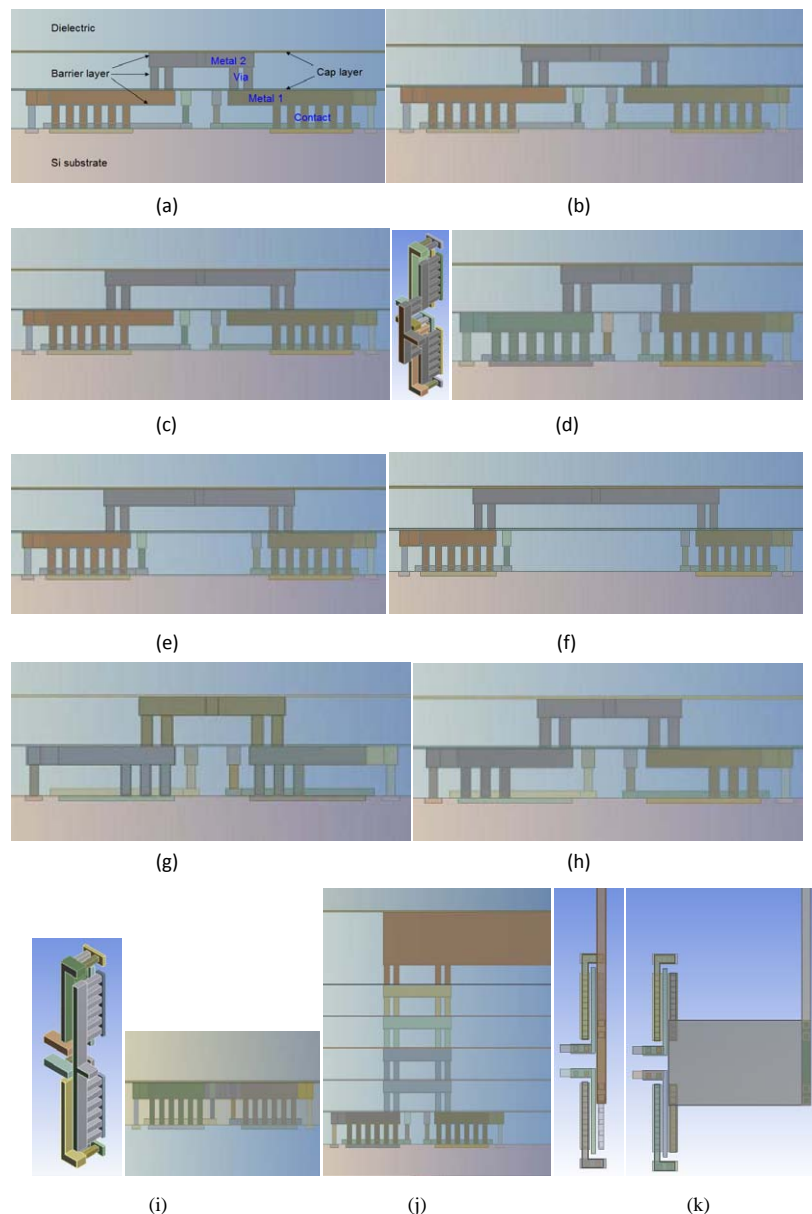 Dielectric
Metal 2
Barrier layer
Via
Cap layer
Metal 1
Contact
Si substrate
(a) (b)
(c) (d)
(e) (f)
(g) (h)
(i) (j) (k)